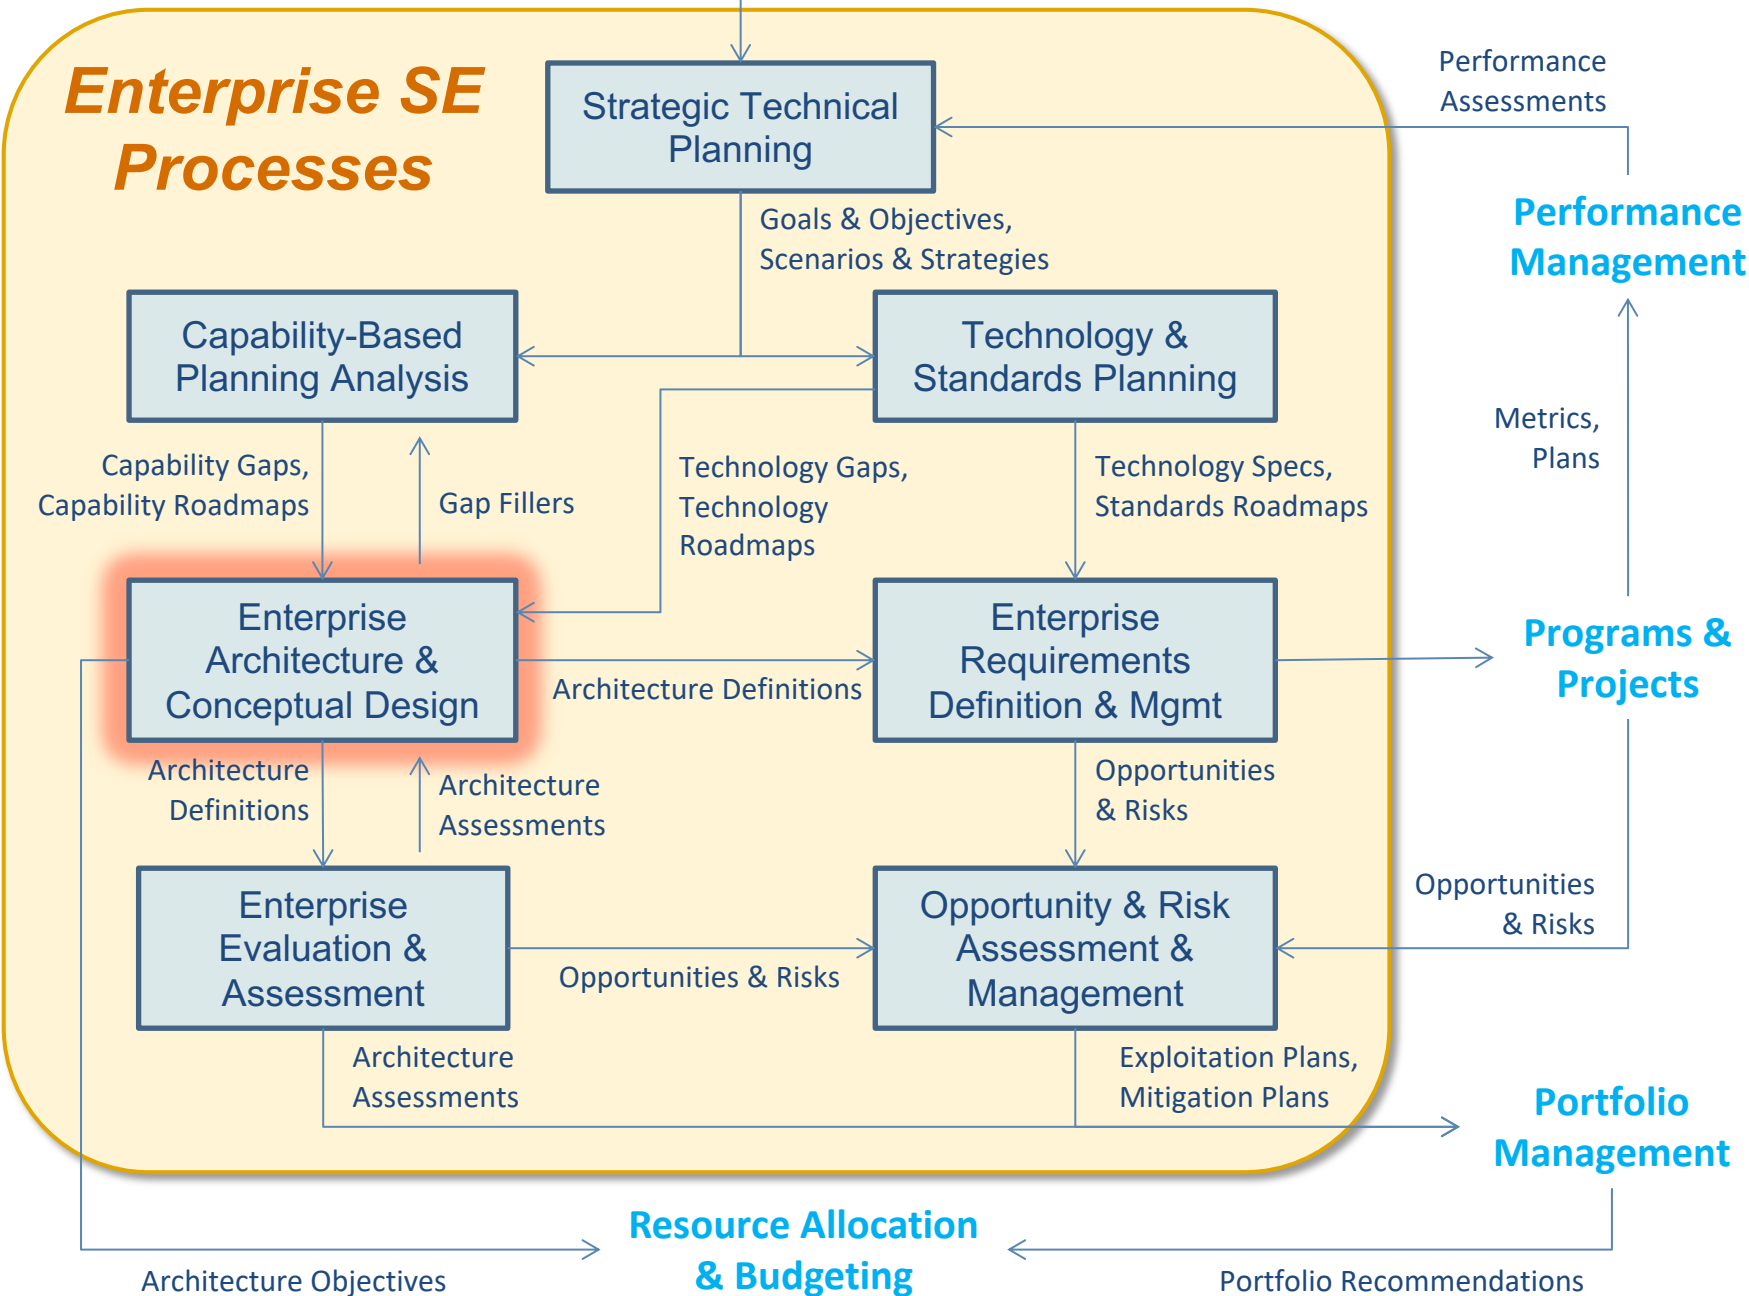 Enterprise SE
Processes
Strategic Technical
Planning
Performance
Assessments
Goals & Objectives,
Scenarios & Strategies
Performance
Management
Capability-Based
Planning Analysis
Technology &
Standards Planning
Metrics,
Plans
Capability Gaps,
Capability Roadmaps
Gap Fillers
Technology Gaps,
Technology
Roadmaps
Technology Specs,
Standards Roadmaps
Enterprise
Architecture &
Conceptual Design
Architecture Definitions
Enterprise
Requirements
Definition & Mgmt
Programs &
Projects
Architecture
Definitions
Architecture
Assessments
Opportunities
& Risks
Enterprise
Evaluation &
Assessment
Opportunities & Risks
Opportunity & Risk
Assessment &
Management
Opportunities
& Risks
Architecture
Assessments
Exploitation Plans,
Mitigation Plans
Portfolio
Management
Resource Allocation
& Budgeting
Architecture Objectives
Portfolio Recommendations